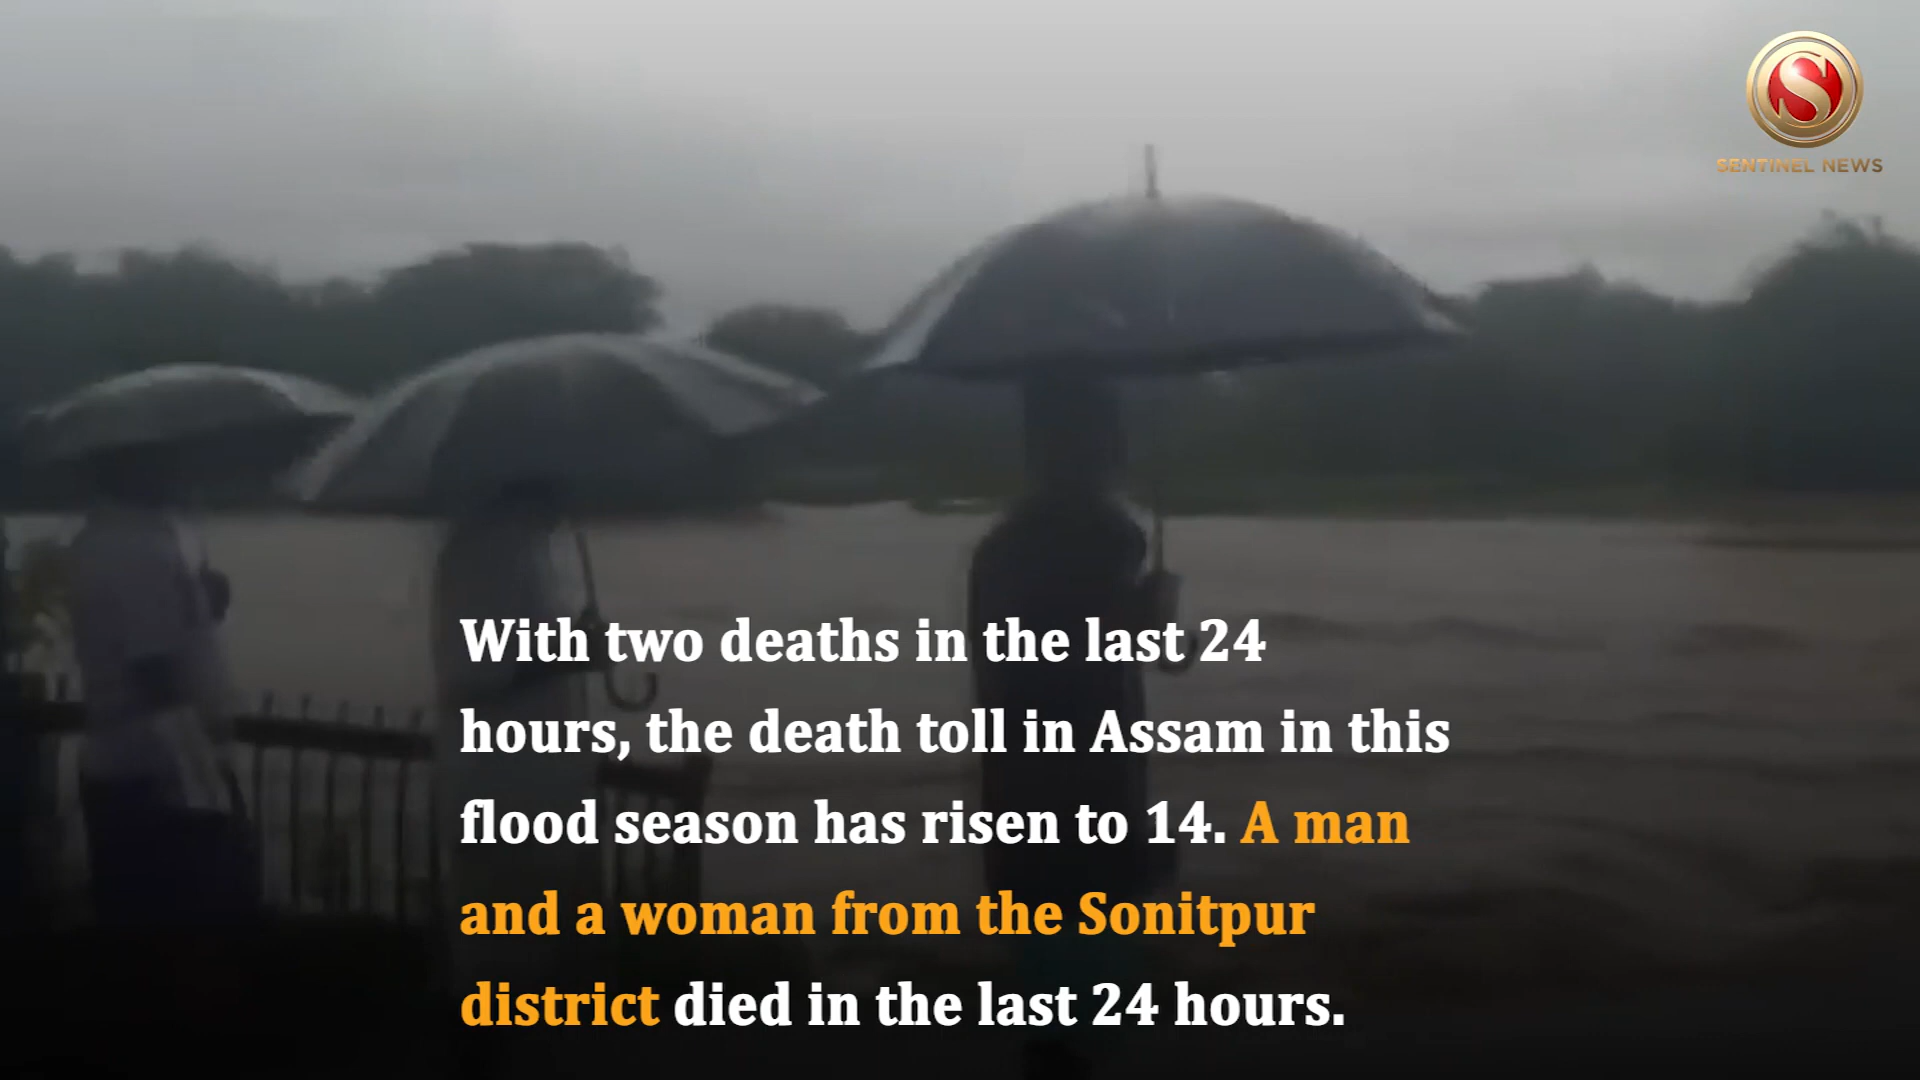 SENTINEL NEWS
With two deaths in the last 24
hours, the death toll in Assam in this
flood season has risen to 14. A man
and a woman from the Sonitpur
district died in the last 24 hours.